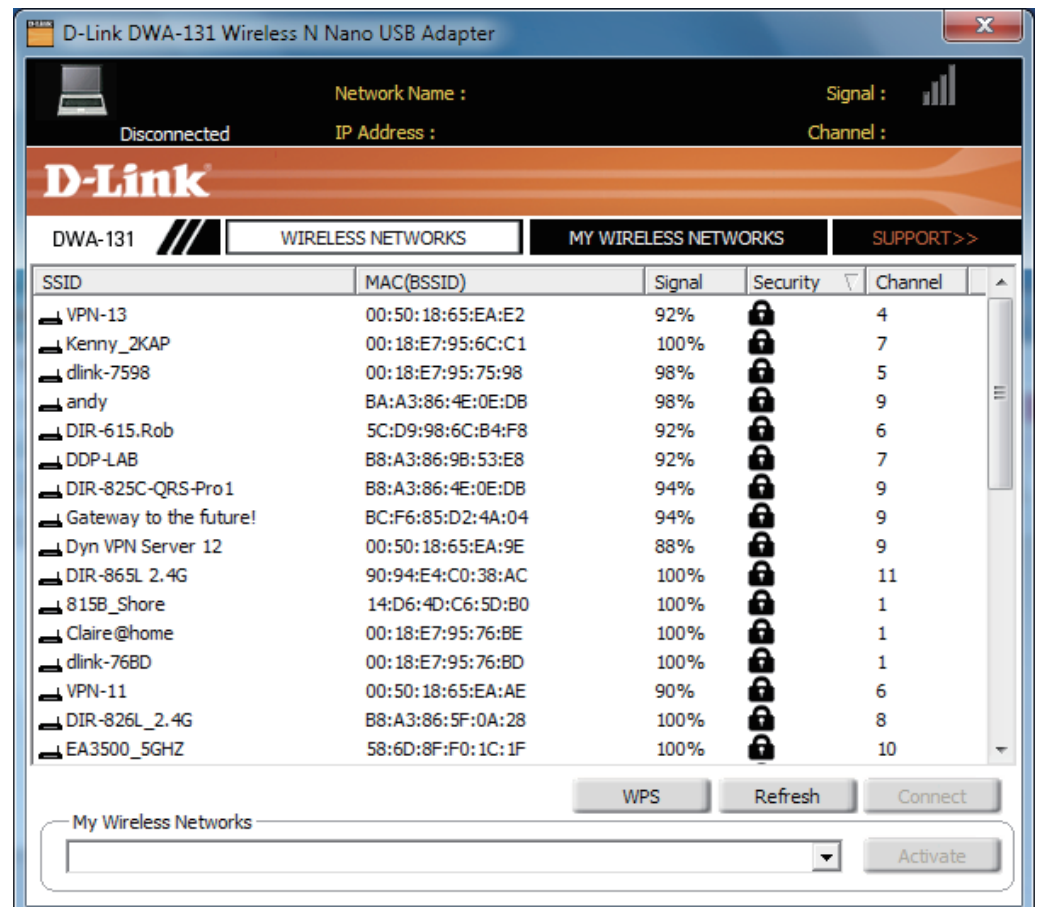 D-Link DWA-131 Wireless N Nano USB Adapter
Network Name : Signal :
Disconnected IP Address : Channel :
D-Link
DWA-131 WIRELESS NETWORKS MY WIRELESS NETWORKS SUPPORT>>
SSID MAC(BSSID) Signal Security Channel
VPN-13 00:50:18:65:EA:E2 92% 4
Kenny_2KAP 00:18:E7:95:6C:C1 100% 7
dlink-7598 00:18:E7:95:75:98 98% 5
andy BA:A3:86:4E:0E:DB 98% 9
DIR-615.Rob 5C:D9:98:6C:B4:F8 92% 6
DDP-LAB B8:A3:86:9B:53:E8 92% 7
DIR-825C-QRS-Pro1 B8:A3:86:4E:0E:DB 94% 9
Gateway to the future! BC:F6:85:D2:4A:04 94% 9
Dyn VPN Server 12 00:50:18:65:EA:9E 88% 9
DIR-865L 2.4G 90:94:E4:C0:38:AC 100% 11
815B_Shore 14:D6:4D:C6:5D:B0 100% 1
Claire@home 00:18:E7:95:76:BE 100% 1
dlink-76BD 00:18:E7:95:76:BD 100% 1
VPN-11 00:50:18:65:EA:AE 90% 6
DIR-826L_2.4G B8:A3:86:5F:0A:28 100% 8
EA3500_5GHZ 58:6D:8F:F0:1C:1F 100% 10
WPS Refresh Connect
My Wireless Networks
Activate